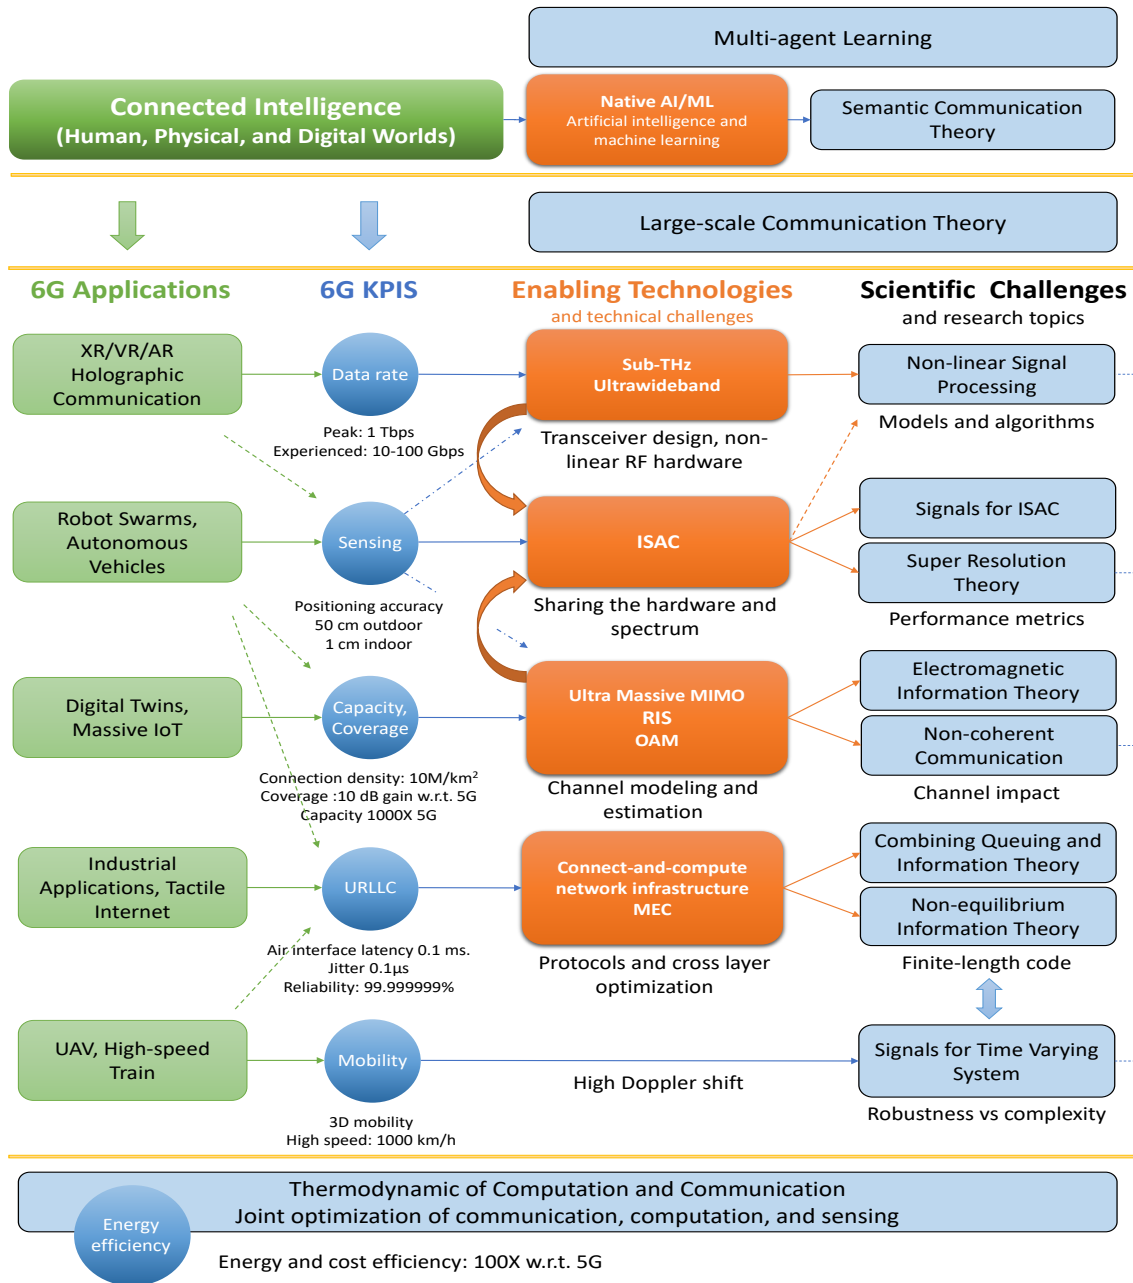 Multi-agent Learning
Connected Intelligence
(Human, Physical, and Digital Worlds)
Native AI/ML
Artificial intelligence and
machine learning
Semantic Communication
Theory
Large-scale Communication Theory
6G Applications
6G KPIS
Enabling Technologies
and technical challenges
Scientific Challenges
and research topics
XR/VR/AR
Holographic
Communication
Data rate
Peak: 1 Tbps
Experienced: 10-100 Gbps
Sub-THz
Ultrawideband
Transceiver design, non-
linear RF hardware
Non-linear Signal
Processing
Models and algorithms
Robot Swarms,
Autonomous
Vehicles
Sensing
Positioning accuracy
50 cm outdoor
1 cm indoor
ISAC
Sharing the hardware and
spectrum
Signals for ISAC
Super Resolution
Theory
Performance metrics
Digital Twins,
Massive IoT
Capacity,
Coverage
Connection density: 10M/km²
Coverage :10 dB gain w.r.t. 5G
Capacity 1000X 5G
Ultra Massive MIMO
RIS
OAM
Channel modeling and
estimation
Electromagnetic
Information Theory
Non-coherent
Communication
Channel impact
Industrial
Applications, Tactile
Internet
URLLC
Air interface latency 0.1 ms.
Jitter 0.1µs
Reliability: 99.999999%
Connect-and-compute
network infrastructure
MEC
Protocols and cross layer
optimization
Combining Queuing and
Information Theory
Non-equilibrium
Information Theory
Finite-length code
UAV, High-speed
Train
Mobility
3D mobility
High speed: 1000 km/h
High Doppler shift
Signals for Time Varying
System
Robustness vs complexity
Thermodynamic of Computation and Communication
Joint optimization of communication, computation, and sensing
Energy
efficiency
Energy and cost efficiency: 100X w.r.t. 5G